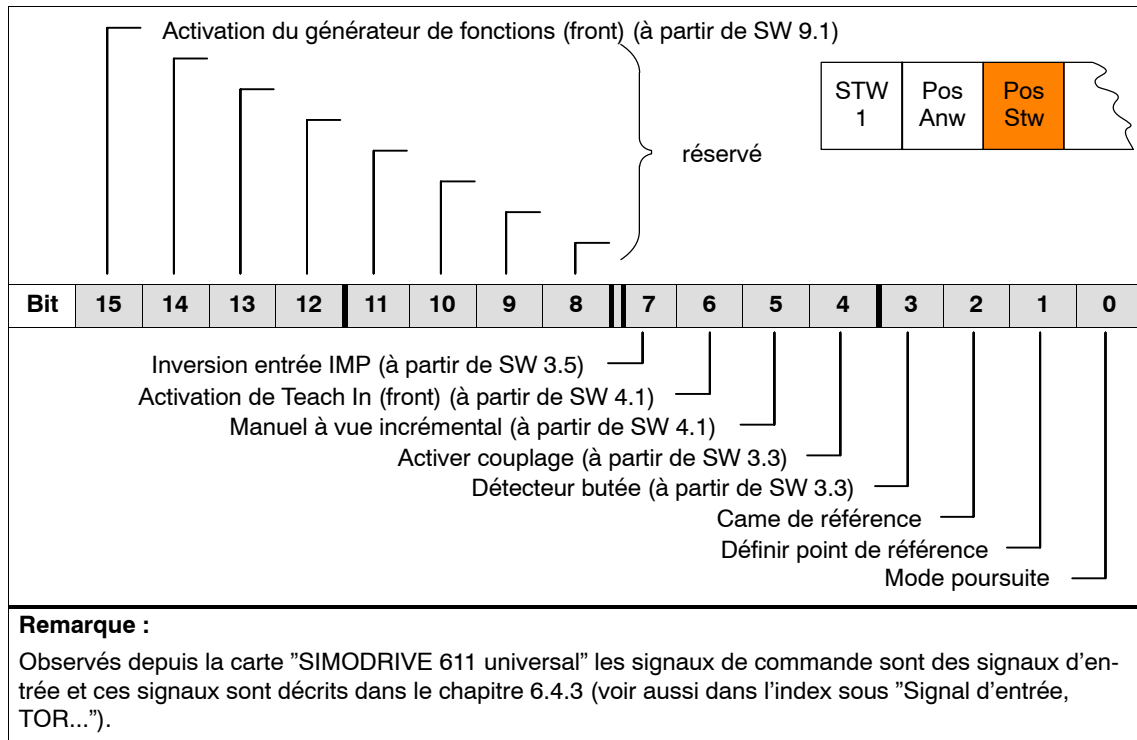 Activation du générateur de fonctions (front) (à partir de SW 9.1)
STW 1
Pos Anw
Pos Stw
réservé
Bit 15 14 13 12 11 10 9 8 7 6 5 4 3 2 1 0
Inversion entrée IMP (à partir de SW 3.5)
Activation de Teach In (front) (à partir de SW 4.1)
Manuel à vue incrémental (à partir de SW 4.1)
Activer couplage (à partir de SW 3.3)
Détecteur butée (à partir de SW 3.3)
Came de référence
Définir point de référence
Mode poursuite
Remarque :
Observés depuis la carte ”SIMODRIVE 611 universal” les signaux de commande sont des signaux d’en-
trée et ces signaux sont décrits dans le chapitre 6.4.3 (voir aussi dans l’index sous ”Signal d’entrée,
TOR...”).